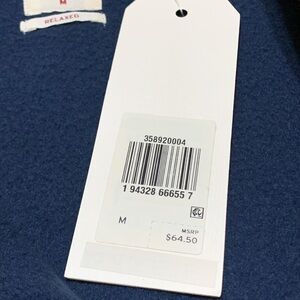 M
RELAXED
358920004
1 94328 66655 7
M
MSRP
$64.50